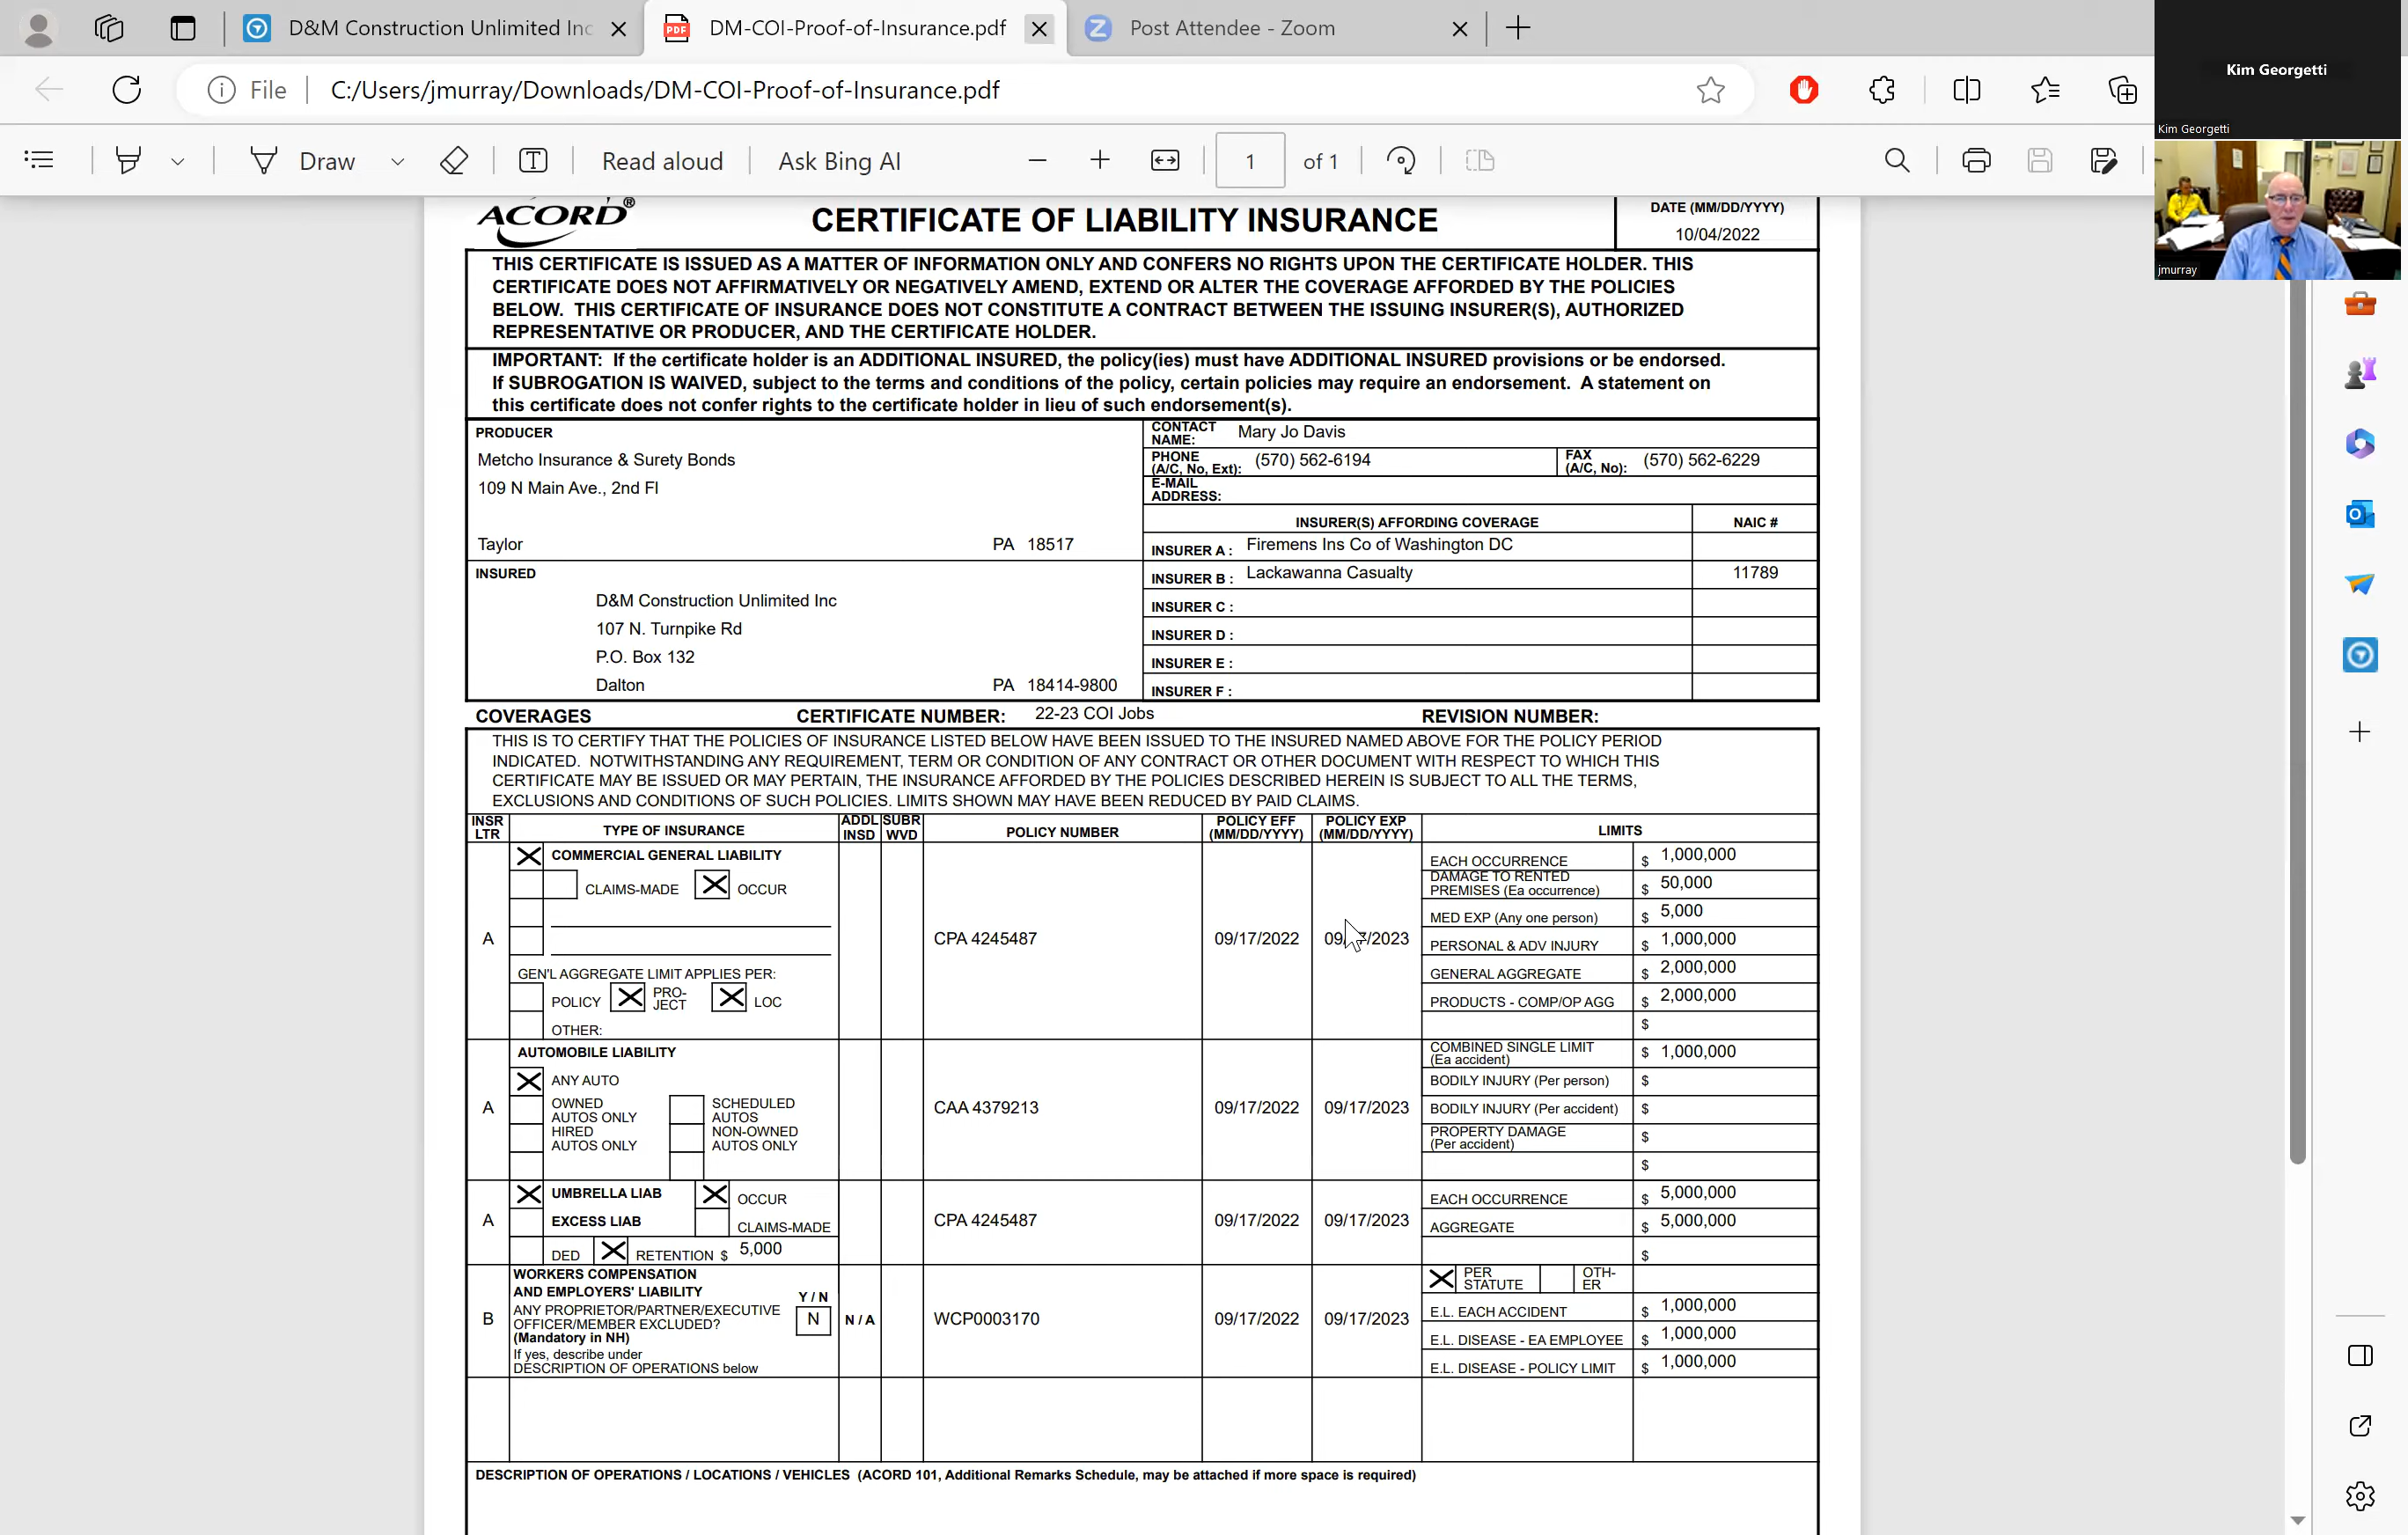 D&M Construction Unlimited Inc
DM-COI-Proof-of-Insurance.pdf
Post Attendee - Zoom
File
C:/Users/jmurray/Downloads/DM-COI-Proof-of-Insurance.pdf
Kim Georgetti
Kim Georgetti
jmurray
Draw
Read aloud
Ask Bing AI
1
of 1
ACORD®
CERTIFICATE OF LIABILITY INSURANCE
DATE (MM/DD/YYYY)
10/04/2022
THIS CERTIFICATE IS ISSUED AS A MATTER OF INFORMATION ONLY AND CONFERS NO RIGHTS UPON THE CERTIFICATE HOLDER. THIS
CERTIFICATE DOES NOT AFFIRMATIVELY OR NEGATIVELY AMEND, EXTEND OR ALTER THE COVERAGE AFFORDED BY THE POLICIES
BELOW. THIS CERTIFICATE OF INSURANCE DOES NOT CONSTITUTE A CONTRACT BETWEEN THE ISSUING INSURER(S), AUTHORIZED
REPRESENTATIVE OR PRODUCER, AND THE CERTIFICATE HOLDER.
IMPORTANT: If the certificate holder is an ADDITIONAL INSURED, the policy(ies) must have ADDITIONAL INSURED provisions or be endorsed.
If SUBROGATION IS WAIVED, subject to the terms and conditions of the policy, certain policies may require an endorsement. A statement on
this certificate does not confer rights to the certificate holder in lieu of such endorsement(s).
PRODUCER
Metcho Insurance & Surety Bonds
109 N Main Ave., 2nd Fl
Taylor PA 18517
CONTACT NAME: Mary Jo Davis
PHONE (A/C, No, Ext): (570) 562-6194
FAX (A/C, No): (570) 562-6229
E-MAIL ADDRESS:
INSURER(S) AFFORDING COVERAGE NAIC #
INSURER A : Firemens Ins Co of Washington DC
INSURED
D&M Construction Unlimited Inc
107 N. Turnpike Rd
P.O. Box 132
Dalton PA 18414-9800
INSURER B : Lackawanna Casualty 11789
INSURER C :
INSURER D :
INSURER E :
INSURER F :
COVERAGES CERTIFICATE NUMBER: 22-23 COI Jobs REVISION NUMBER:
THIS IS TO CERTIFY THAT THE POLICIES OF INSURANCE LISTED BELOW HAVE BEEN ISSUED TO THE INSURED NAMED ABOVE FOR THE POLICY PERIOD
INDICATED. NOTWITHSTANDING ANY REQUIREMENT, TERM OR CONDITION OF ANY CONTRACT OR OTHER DOCUMENT WITH RESPECT TO WHICH THIS
CERTIFICATE MAY BE ISSUED OR MAY PERTAIN, THE INSURANCE AFFORDED BY THE POLICIES DESCRIBED HEREIN IS SUBJECT TO ALL THE TERMS,
EXCLUSIONS AND CONDITIONS OF SUCH POLICIES. LIMITS SHOWN MAY HAVE BEEN REDUCED BY PAID CLAIMS.
INSR LTR TYPE OF INSURANCE ADDL INSD SUBR WVD POLICY NUMBER POLICY EFF (MM/DD/YYYY) POLICY EXP (MM/DD/YYYY) LIMITS
A
X COMMERCIAL GENERAL LIABILITY
CLAIMS-MADE X OCCUR
GEN'L AGGREGATE LIMIT APPLIES PER:
POLICY X PRO-JECT X LOC
OTHER:
CPA 4245487 09/17/2022
EACH OCCURRENCE $ 1,000,000
DAMAGE TO RENTED PREMISES (Ea occurrence) $ 50,000
MED EXP (Any one person) $ 5,000
PERSONAL & ADV INJURY $ 1,000,000
GENERAL AGGREGATE $ 2,000,000
PRODUCTS - COMP/OP AGG $ 2,000,000
$
A
AUTOMOBILE LIABILITY
X ANY AUTO
OWNED AUTOS ONLY SCHEDULED AUTOS
HIRED AUTOS ONLY NON-OWNED AUTOS ONLY
CAA 4379213 09/17/2022 09/17/2023
COMBINED SINGLE LIMIT (Ea accident) $ 1,000,000
BODILY INJURY (Per person) $
BODILY INJURY (Per accident) $
PROPERTY DAMAGE (Per accident) $
$
A
X UMBRELLA LIAB X OCCUR
EXCESS LIAB CLAIMS-MADE
DED X RETENTION $ 5,000
CPA 4245487 09/17/2022 09/17/2023
EACH OCCURRENCE $ 5,000,000
AGGREGATE $ 5,000,000
$
B
WORKERS COMPENSATION
AND EMPLOYERS' LIABILITY
Y / N
ANY PROPRIETOR/PARTNER/EXECUTIVE
OFFICER/MEMBER EXCLUDED? N
(Mandatory in NH)
If yes, describe under
DESCRIPTION OF OPERATIONS below
N / A
WCP0003170 09/17/2022 09/17/2023
X PER STATUTE OTH-ER
E.L. EACH ACCIDENT $ 1,000,000
E.L. DISEASE - EA EMPLOYEE $ 1,000,000
E.L. DISEASE - POLICY LIMIT $ 1,000,000
DESCRIPTION OF OPERATIONS / LOCATIONS / VEHICLES (ACORD 101, Additional Remarks Schedule, may be attached if more space is required)